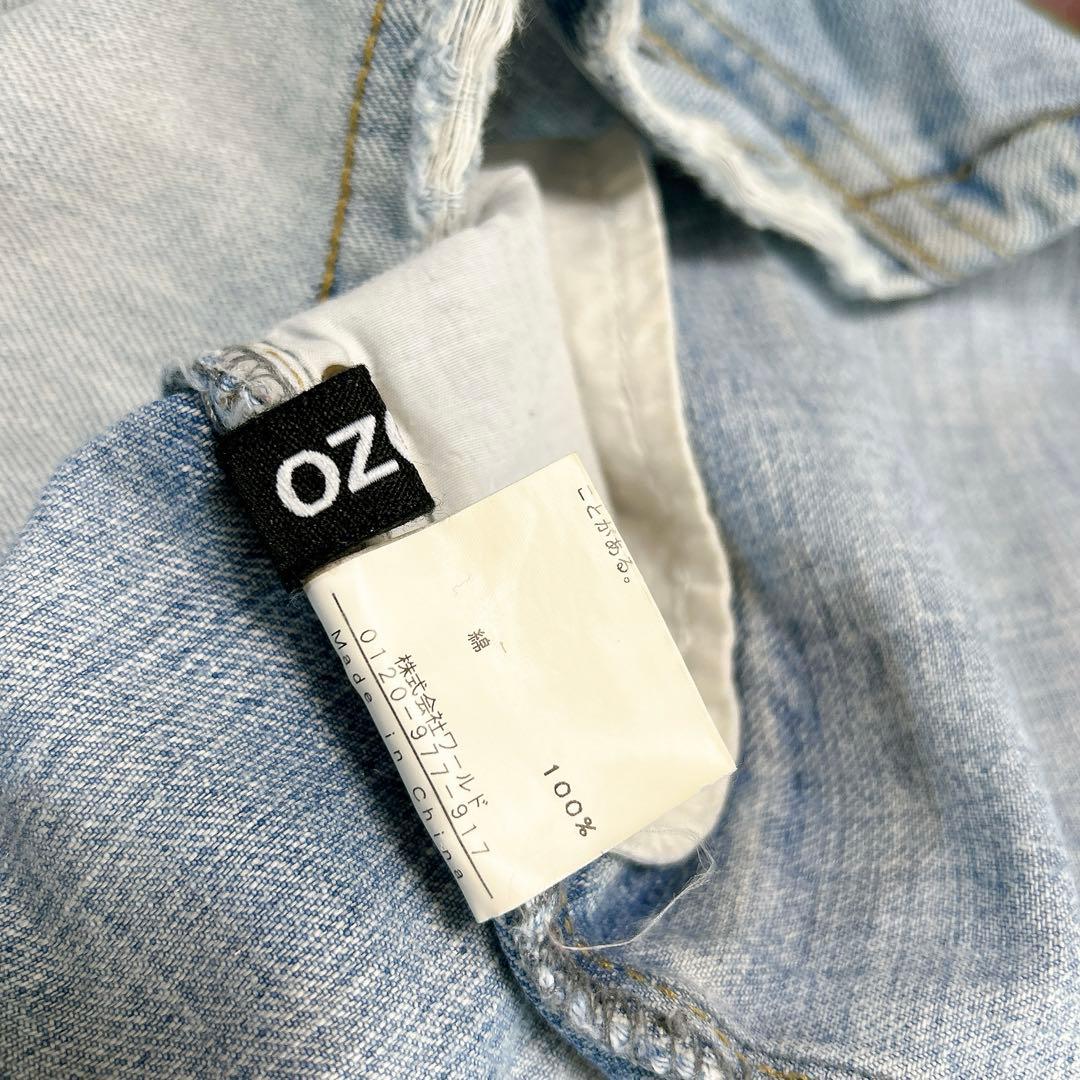 OZ
ことがある。
綿 100%
株式会社ワールド
0120-977-917
Made in China